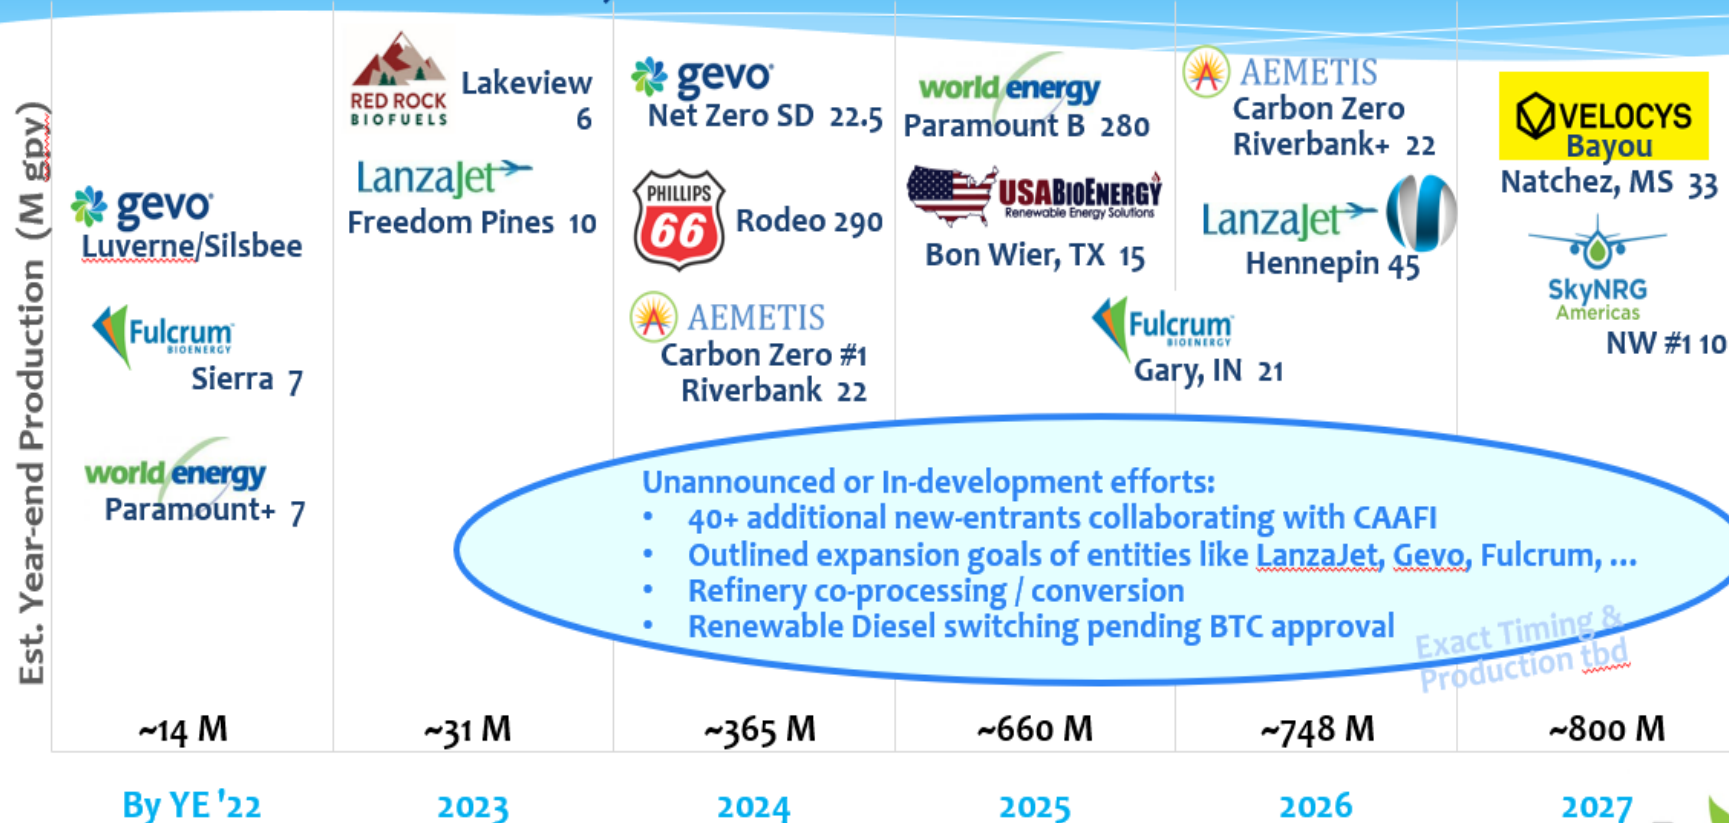 Est. Year-end Production (M gpy)
gevo
Luverne/Silsbee
Fulcrum
BIOENERGY
Sierra 7
world energy
Paramount+ 7
~14 M
By YE '22
RED ROCK
BIOFUELS
Lakeview
6
LanzaJet
Freedom Pines 10
~31 M
2023
gevo
Net Zero SD 22.5
PHILLIPS
66
Rodeo 290
AEMETIS
Carbon Zero #1
Riverbank 22
~365 M
2024
world energy
Paramount B 280
USABIOENERGY
Renewable Energy Solutions
Bon Wier, TX 15
Fulcrum
BIOENERGY
Gary, IN 21
~660 M
2025
AEMETIS
Carbon Zero
Riverbank+ 22
LanzaJet
Hennepin 45
~748 M
2026
VELOCYS
Bayou
Natchez, MS 33
SkyNRG
Americas
NW #1 10
~800 M
2027
Unannounced or In-development efforts:
• 40+ additional new-entrants collaborating with CAAFI
• Outlined expansion goals of entities like LanzaJet, Gevo, Fulcrum, ...
• Refinery co-processing / conversion
• Renewable Diesel switching pending BTC approval
Exact Timing &
Production tbd